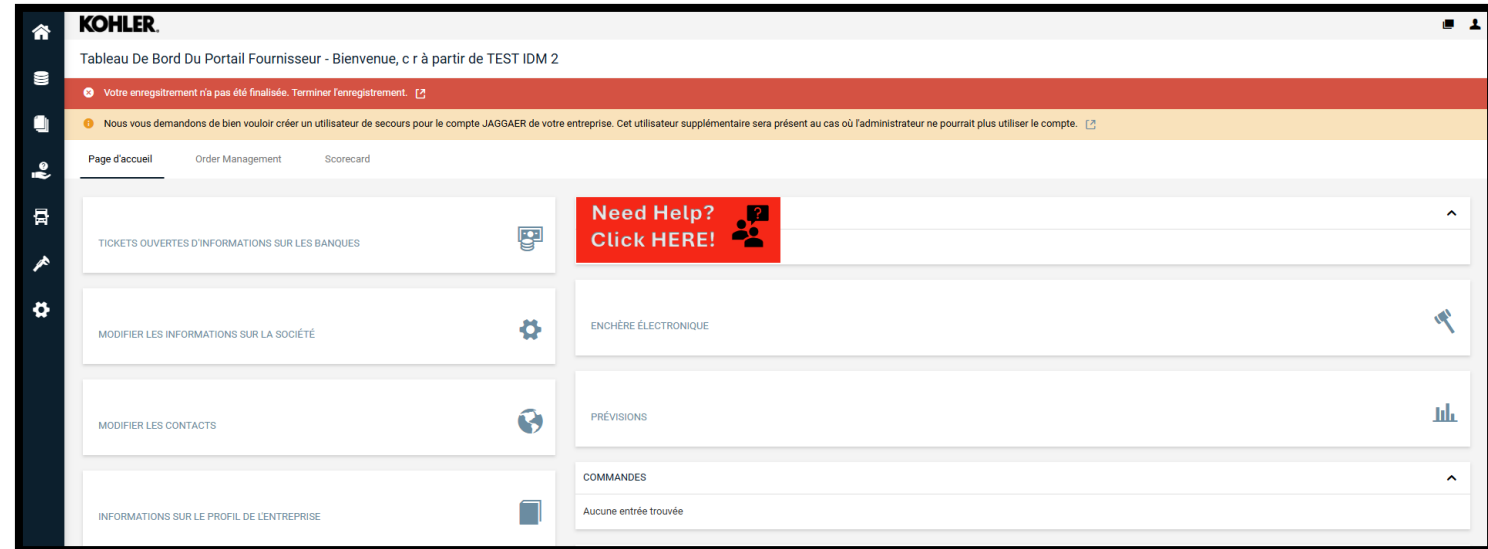 KOHLER.
Tableau De Bord Du Portail Fournisseur - Bienvenue, c r à partir de TEST IDM 2
Votre enregsitrement n'a pas été finalisée. Terminer l'enregistrement.
Nous vous demandons de bien vouloir créer un utilisateur de secours pour le compte JAGGAER de votre entreprise. Cet utilisateur supplémentaire sera présent au cas où l'administrateur ne pourrait plus utiliser le compte.
Page d'accueil Order Management Scorecard
TICKETS OUVERTES D'INFORMATIONS SUR LES BANQUES
MODIFIER LES INFORMATIONS SUR LA SOCIÉTÉ
MODIFIER LES CONTACTS
INFORMATIONS SUR LE PROFIL DE L'ENTREPRISE
Need Help?
Click HERE!
ENCHÈRE ÉLECTRONIQUE
PRÉVISIONS
COMMANDES
Aucune entrée trouvée